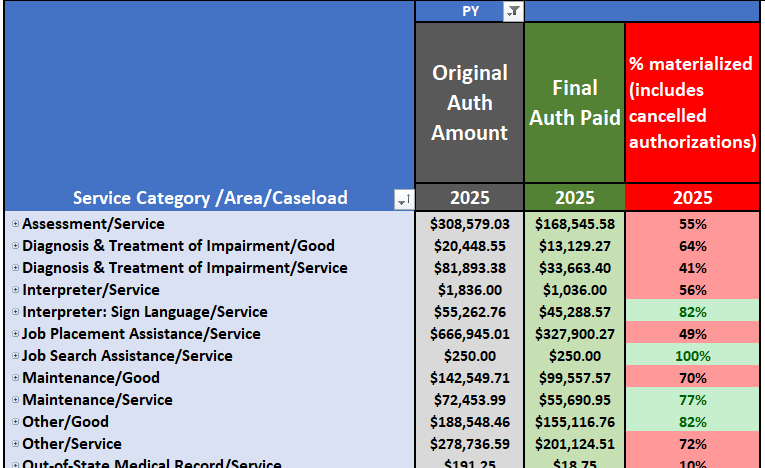 PY
Original Auth Amount
Final Auth Paid
% materialized (includes cancelled authorizations)
Service Category /Area/Caseload 2025 2025 2025
Assessment/Service $308,579.03 $168,545.58 55%
Diagnosis & Treatment of Impairment/Good $20,448.55 $13,129.27 64%
Diagnosis & Treatment of Impairment/Service $81,893.38 $33,663.40 41%
Interpreter/Service $1,836.00 $1,036.00 56%
Interpreter: Sign Language/Service $55,262.76 $45,288.57 82%
Job Placement Assistance/Service $666,945.01 $327,900.27 49%
Job Search Assistance/Service $250.00 $250.00 100%
Maintenance/Good $142,549.71 $99,557.57 70%
Maintenance/Service $72,453.99 $55,690.95 77%
Other/Good $188,548.46 $155,116.76 82%
Other/Service $278,736.59 $201,124.51 72%
Out-of-State Medical Record/Service $191.25 $18.75 10%